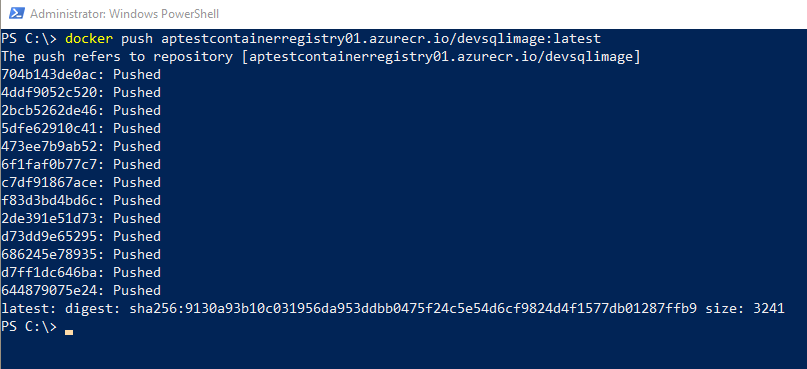 Administrator: Windows PowerShell
PS C:\> docker push aptestcontainerregistry01.azurecr.io/devsqlimage:latest
The push refers to repository [aptestcontainerregistry01.azurecr.io/devsqlimage]
704b143de0ac: Pushed
4ddf9052c520: Pushed
2bcb5262de46: Pushed
5dfe62910c41: Pushed
473ee7b9ab52: Pushed
6f1faf0b77c7: Pushed
c7df91867ace: Pushed
f83d3bd4bd6c: Pushed
2de391e51d73: Pushed
d73dd9e65295: Pushed
686245e78935: Pushed
d7ff1dc646ba: Pushed
644879075e24: Pushed
latest: digest: sha256:9130a93b10c031956da953ddbb0475f24c5e54d6cf9824d4f1577db01287ffb9 size: 3241
PS C:\>